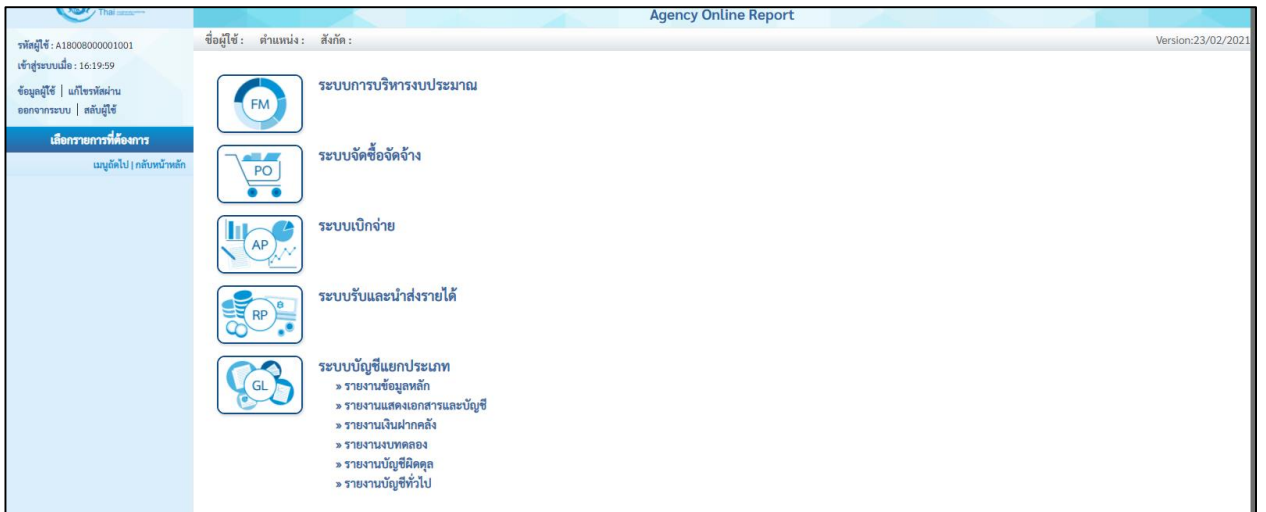 Thai
Agency Online Report
รหัสผู้ใช้ : A18008000001001
ชื่อผู้ใช้ : ตำแหน่ง : สังกัด :
Version:23/02/2021
เข้าสู่ระบบเมื่อ : 16:19:59
ข้อมูลผู้ใช้ | แก้ไขรหัสผ่าน
ออกจากระบบ | สลับผู้ใช้
เลือกรายการที่ต้องการ
เมนูถัดไป | กลับหน้าหลัก
FM
ระบบการบริหารงบประมาณ
PO
ระบบจัดซื้อจัดจ้าง
AP
ระบบเบิกจ่าย
RP
ระบบรับและนำส่งรายได้
GL
ระบบบัญชีแยกประเภท
» รายงานข้อมูลหลัก
» รายงานแสดงเอกสารและบัญชี
» รายงานเงินฝากคลัง
» รายงานงบทดลอง
» รายงานบัญชีผิดดุล
» รายงานบัญชีทั่วไป